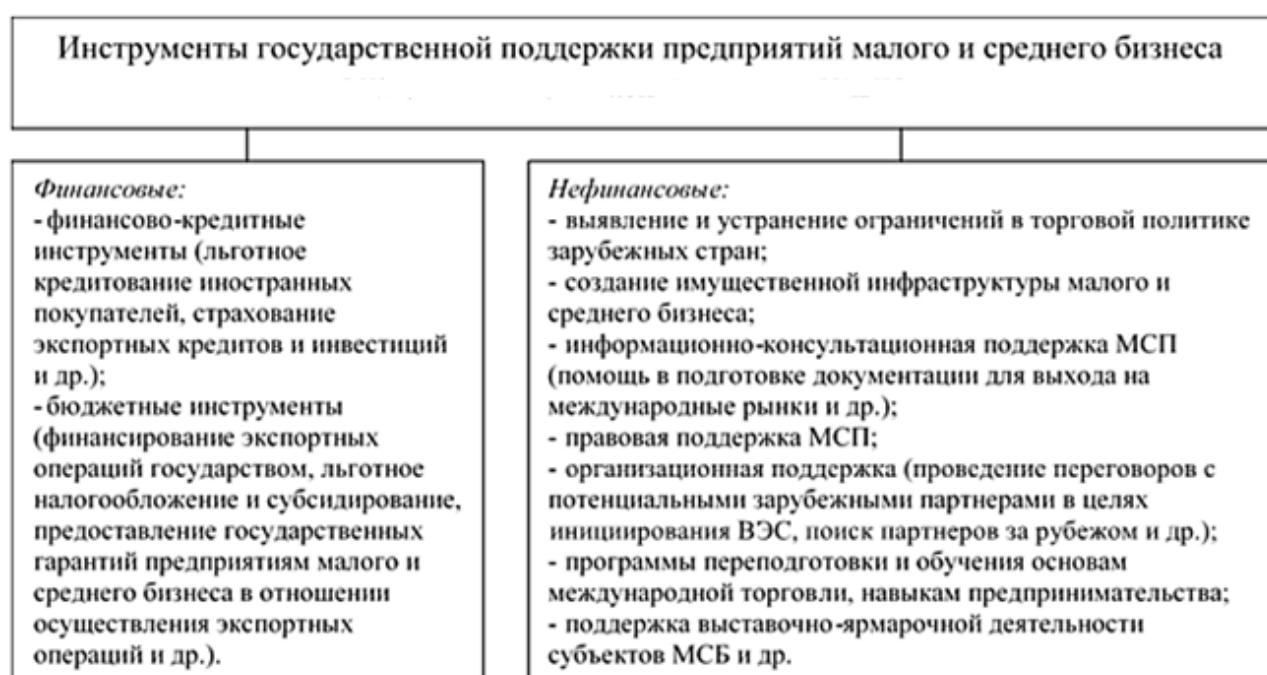 Инструменты государственной поддержки предприятий малого и среднего бизнеса
Финансовые:
- финансово-кредитные
инструменты (льготное
кредитование иностранных
покупателей, страхование
экспортных кредитов и инвестиций
и др.);
- бюджетные инструменты
(финансирование экспортных
операций государством, льготное
налогообложение и субсидирование,
предоставление государственных
гарантий предприятиям малого и
среднего бизнеса в отношении
осуществления экспортных
операций и др.).
Нефинансовые:
- выявление и устранение ограничений в торговой политике
зарубежных стран;
- создание имущественной инфраструктуры малого и
среднего бизнеса;
- информационно-консультационная поддержка МСП
(помощь в подготовке документации для выхода на
международные рынки и др.);
- правовая поддержка МСП;
- организационная поддержка (проведение переговоров с
потенциальными зарубежными партнерами в целях
инициирования ВЭС, поиск партнеров за рубежом и др.);
- программы переподготовки и обучения основам
международной торговли, навыкам предпринимательства;
- поддержка выставочно-ярмарочной деятельности
субъектов МСБ и др.